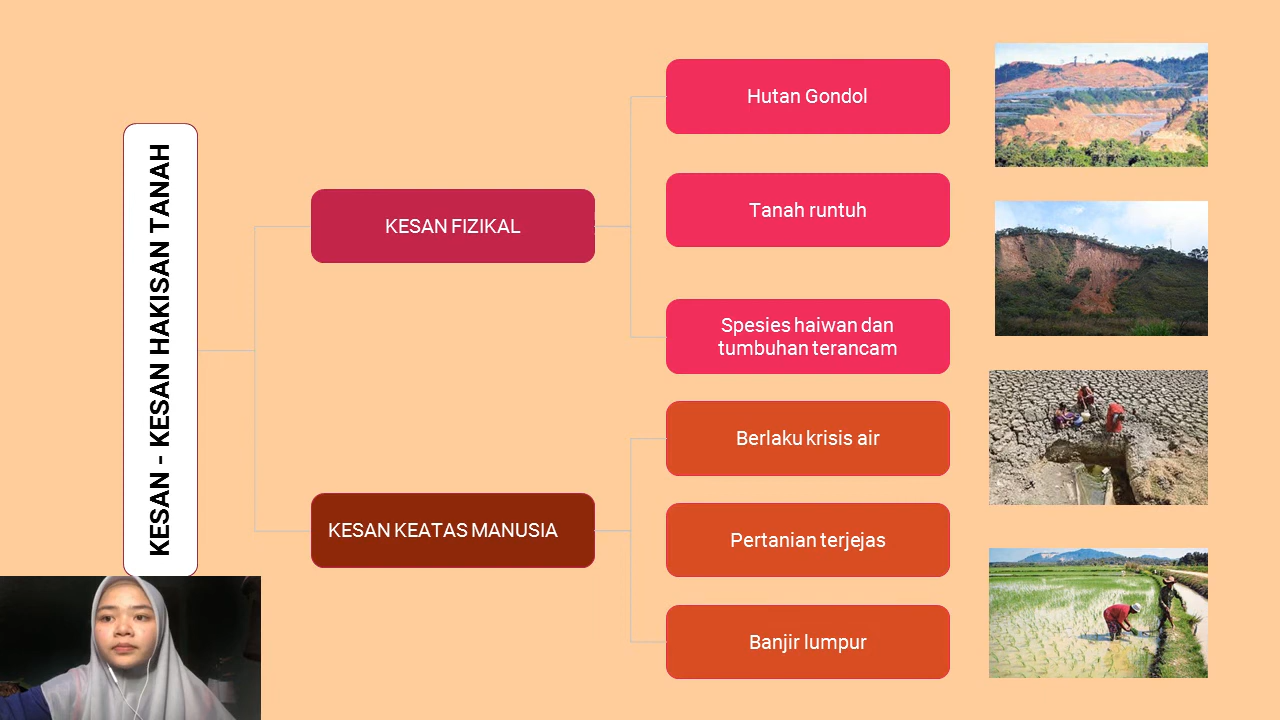 KESAN - KESAN HAKISAN TANAH
KESAN FIZIKAL
Hutan Gondol
Tanah runtuh
Spesies haiwan dan
tumbuhan terancam
KESAN KEATAS MANUSIA
Berlaku krisis air
Pertanian terjejas
Banjir lumpur